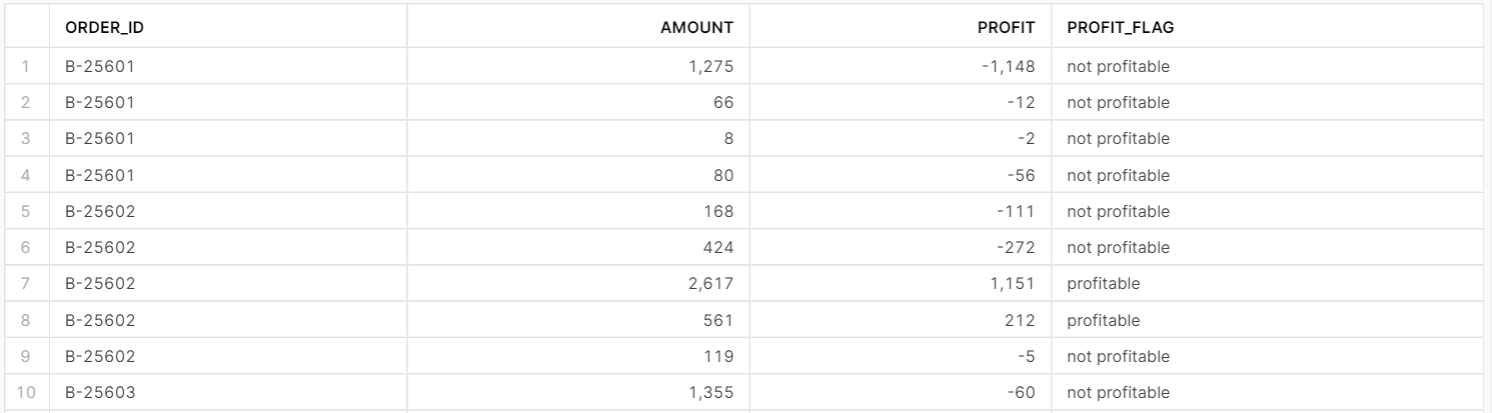 ORDER_ID AMOUNT PROFIT PROFIT_FLAG
1 B-25601 1,275 -1,148 not profitable
2 B-25601 66 -12 not profitable
3 B-25601 8 -2 not profitable
4 B-25601 80 -56 not profitable
5 B-25602 168 -111 not profitable
6 B-25602 424 -272 not profitable
7 B-25602 2,617 1,151 profitable
8 B-25602 561 212 profitable
9 B-25602 119 -5 not profitable
10 B-25603 1,355 -60 not profitable